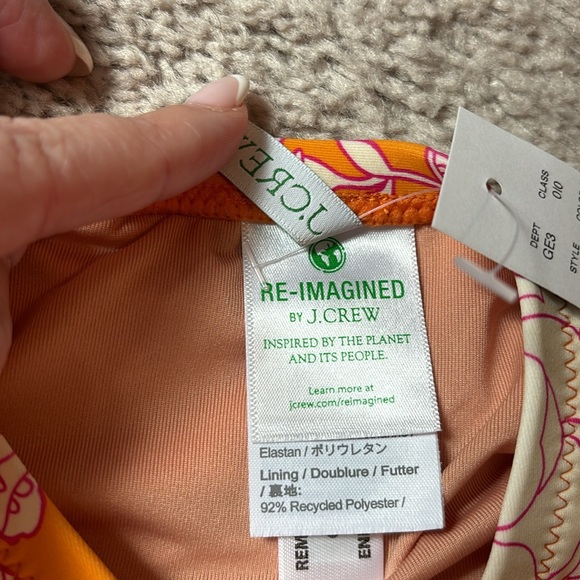 J.CREW
RE-IMAGINED
BY J.CREW
INSPIRED BY THE PLANET
AND ITS PEOPLE.
Learn more at
jcrew.com/reimagined
Elastan / ポリウレタン
Lining / Doublure / Futter
/ 裏地:
92% Recycled Polyester /
DEPT
GE3
CLASS
010
STYLE